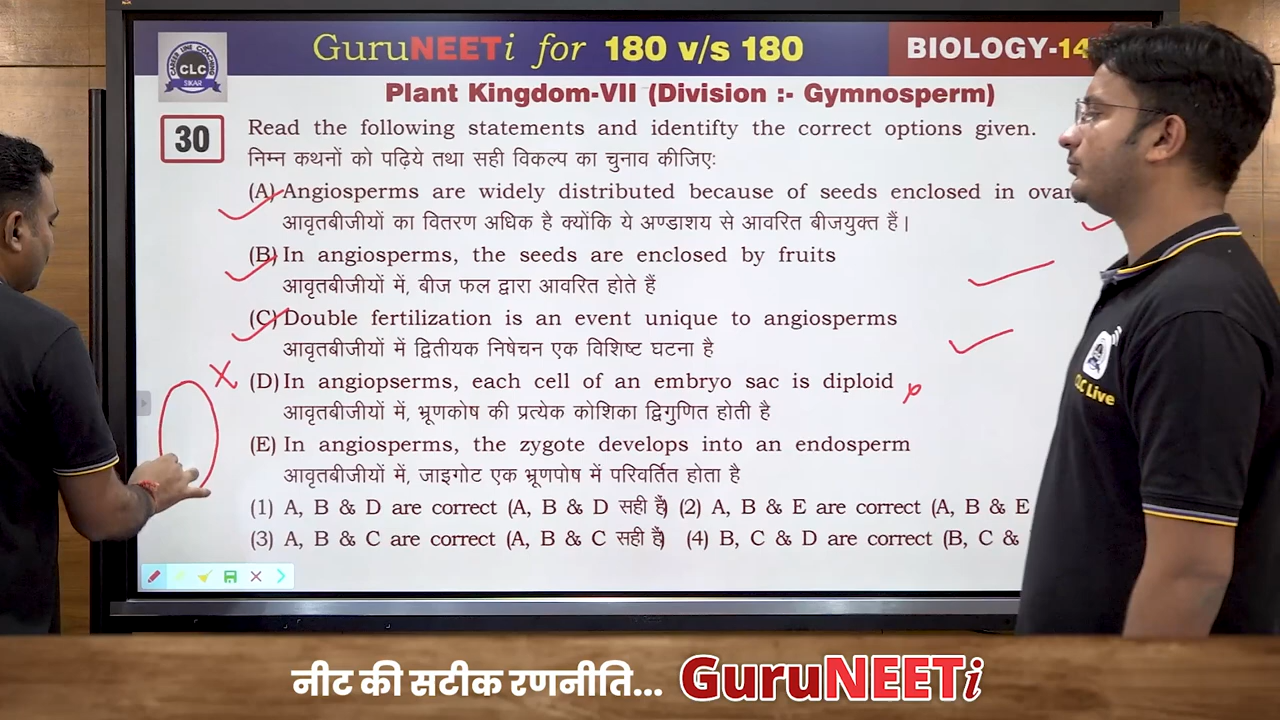 CAREER LINE COACHING
CLC
SIKAR
GuruNEETi for 180 v/s 180
BIOLOGY-14
Plant Kingdom-VII (Division :- Gymnosperm)
30
Read the following statements and identifty the correct options given.
निम्न कथनों को पढ़िये तथा सही विकल्प का चुनाव कीजिएः
(A) Angiosperms are widely distributed because of seeds enclosed in ovar
आवृतबीजीयों का वितरण अधिक है क्योंकि ये अण्डाशय से आवरित बीजयुक्त हैं।
(B) In angiosperms, the seeds are enclosed by fruits
आवृतबीजीयों में, बीज फल द्वारा आवरित होते हैं
(C) Double fertilization is an event unique to angiosperms
आवृतबीजीयों में द्वितीयक निषेचन एक विशिष्ट घटना है
(D) In angiopserms, each cell of an embryo sac is diploid
आवृतबीजीयों में, भ्रूणकोष की प्रत्येक कोशिका द्विगुणित होती है
(E) In angiosperms, the zygote develops into an endosperm
आवृतबीजीयों में, जाइगोट एक भ्रूणपोष में परिवर्तित होता है
(1) A, B & D are correct (A, B & D सही हैं) (2) A, B & E are correct (A, B & E
(3) A, B & C are correct (A, B & C सही हैं) (4) B, C & D are correct (B, C &
CLC Live
नीट की सटीक रणनीति... GuruNEETi